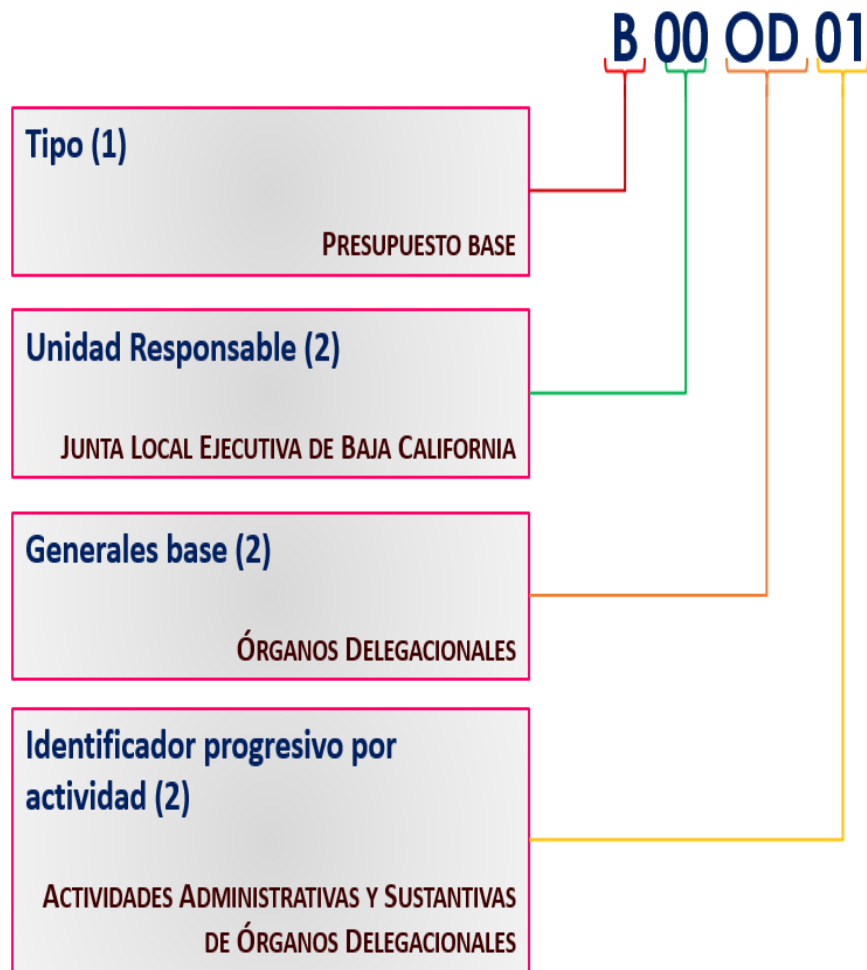 B 00 OD 01
Tipo (1)
PRESUPUESTO BASE
Unidad Responsable (2)
JUNTA LOCAL EJECUTIVA DE BAJA CALIFORNIA
Generales base (2)
ÓRGANOS DELEGACIONALES
Identificador progresivo por
actividad (2)
ACTIVIDADES ADMINISTRATIVAS Y SUSTANTIVAS
DE ÓRGANOS DELEGACIONALES